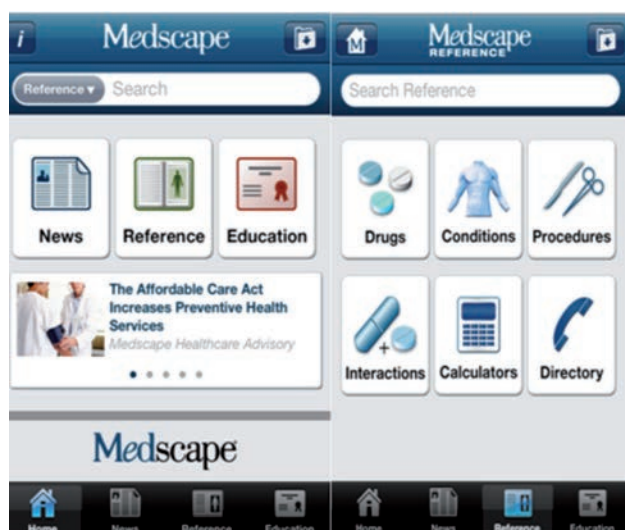 i
Medscape
Reference ▾ Search
News Reference Education
The Affordable Care Act
Increases Preventive Health
Services
Medscape Healthcare Advisory
Medscape
Home News Reference Education
M
Medscape
REFERENCE
Search Reference
Drugs Conditions Procedures
Interactions Calculators Directory
Home News Reference Education